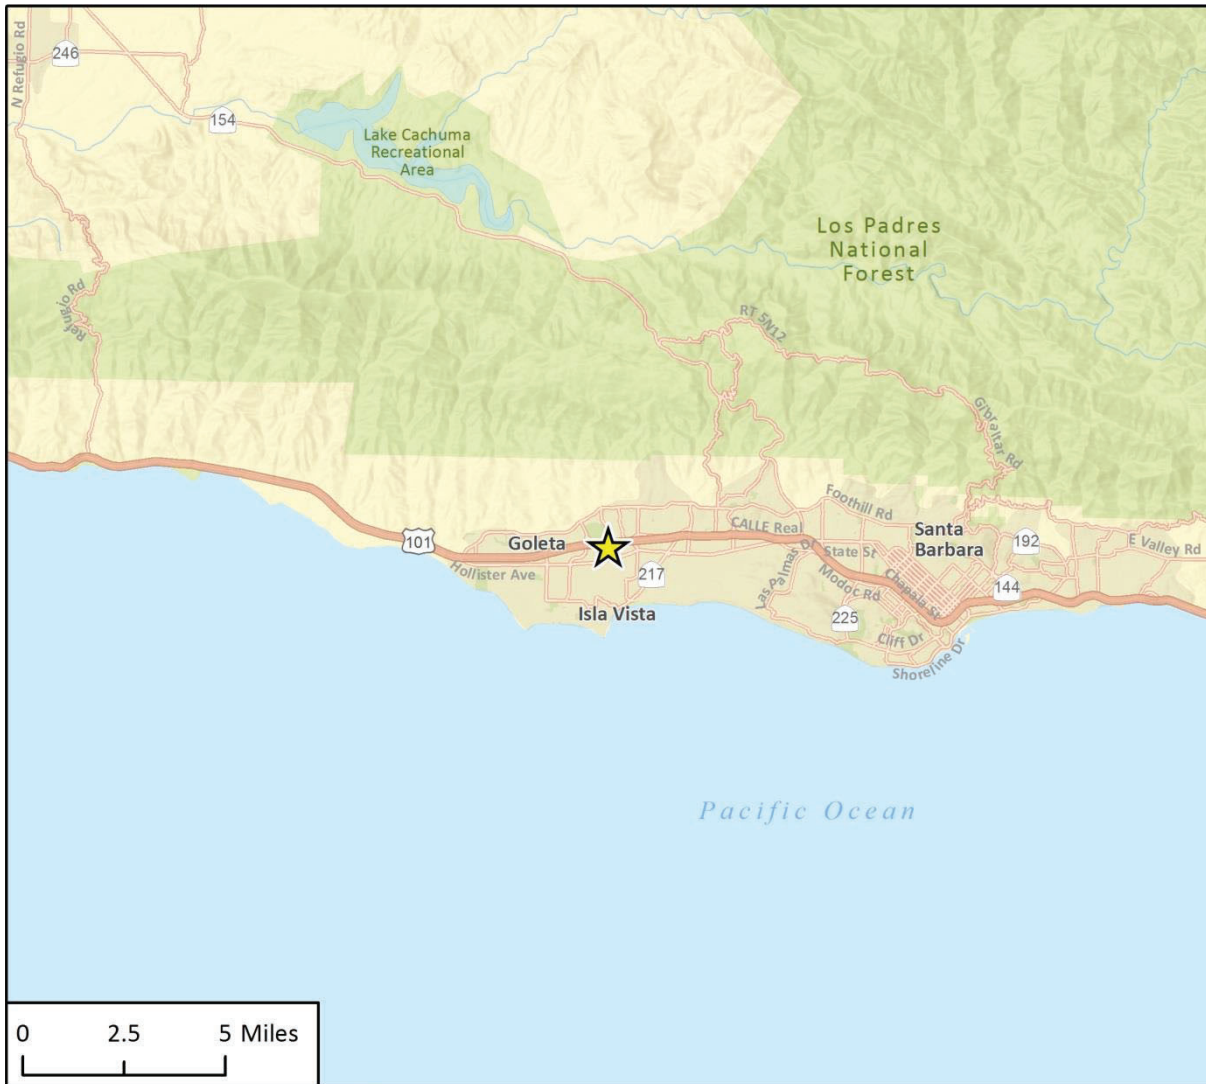 N Refugio Rd
246
154
Lake Cachuma
Recreational
Area
Los Padres
National
Forest
Refugio Rd
RT 5N12
Gibraltar Rd
Foothill Rd
CALLE Real
Santa
Barbara
101
Goleta
192
E Valley Rd
State St
Hollister Ave
217
Las Palmas Dr
Modoc Rd
Chapala St
144
Isla Vista
225
Cliff Dr
Shoreline Dr
Pacific Ocean
0 2.5 5 Miles